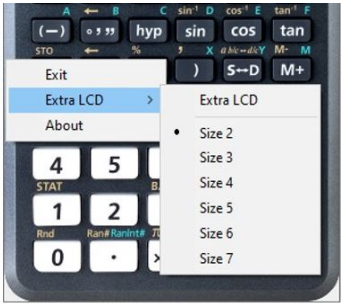 A ← B C sin⁻¹ D cos⁻¹ E tan⁻¹ F
(−) °’” hyp sin cos tan
STO ← % , X a b/c↔d/c Y M- M
) S⇔D M+
Exit
Extra LCD >
About
Extra LCD
Size 2
Size 3
Size 4
Size 5
Size 6
Size 7
4 5
STAT
1 2
Rnd Ran# RanInt#
0 ·